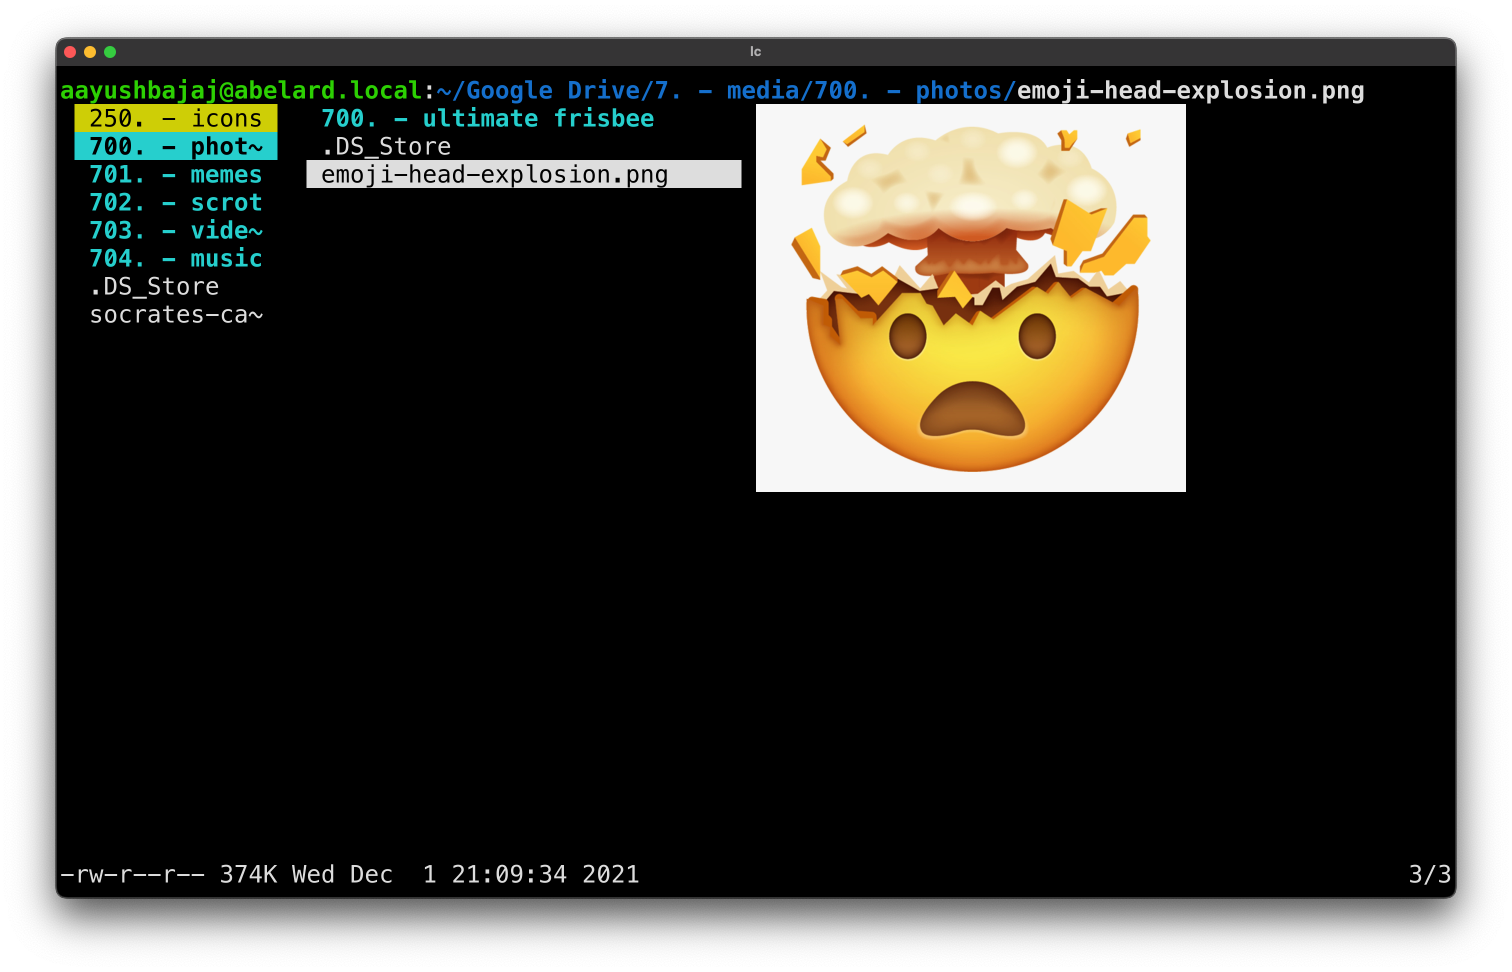 lc
aayushbajaj@abelard.local:~/Google Drive/7. - media/700. - photos/emoji-head-explosion.png
250. - icons
700. - phot~
701. - memes
702. - scrot
703. - vide~
704. - music
.DS_Store
socrates-ca~
700. - ultimate frisbee
.DS_Store
emoji-head-explosion.png
-rw-r--r-- 374K Wed Dec  1 21:09:34 2021
3/3